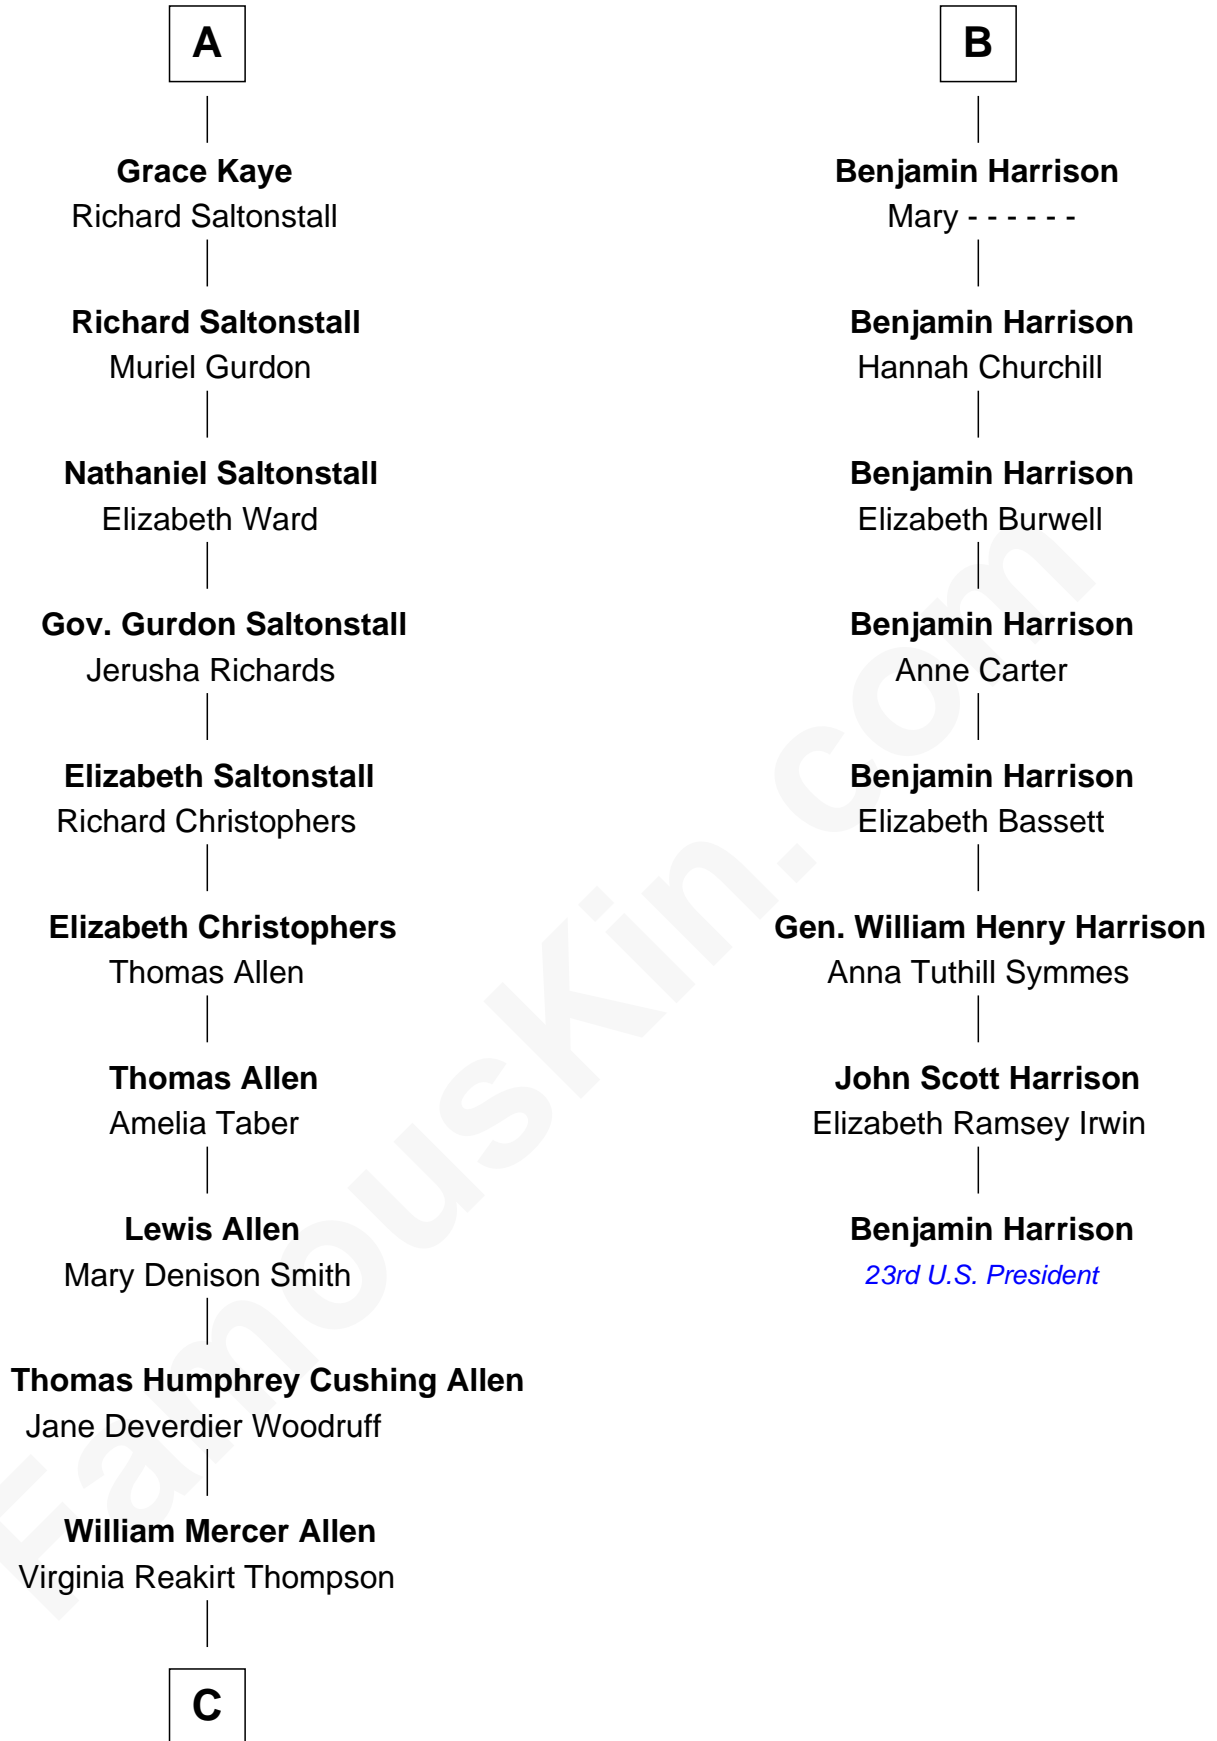 A
Grace Kaye
Richard Saltonstall
Richard Saltonstall
Muriel Gurdon
Nathaniel Saltonstall
Elizabeth Ward
Gov. Gurdon Saltonstall
Jerusha Richards
Elizabeth Saltonstall
Richard Christophers
Elizabeth Christophers
Thomas Allen
Thomas Allen
Amelia Taber
Lewis Allen
Mary Denison Smith
Thomas Humphrey Cushing Allen
Jane Deverdier Woodruff
William Mercer Allen
Virginia Reakirt Thompson
C
B
Benjamin Harrison
Mary - - - - - -
Benjamin Harrison
Hannah Churchill
Benjamin Harrison
Elizabeth Burwell
Benjamin Harrison
Anne Carter
Benjamin Harrison
Elizabeth Bassett
Gen. William Henry Harrison
Anna Tuthill Symmes
John Scott Harrison
Elizabeth Ramsey Irwin
Benjamin Harrison
23rd U.S. President
FamousKin.com